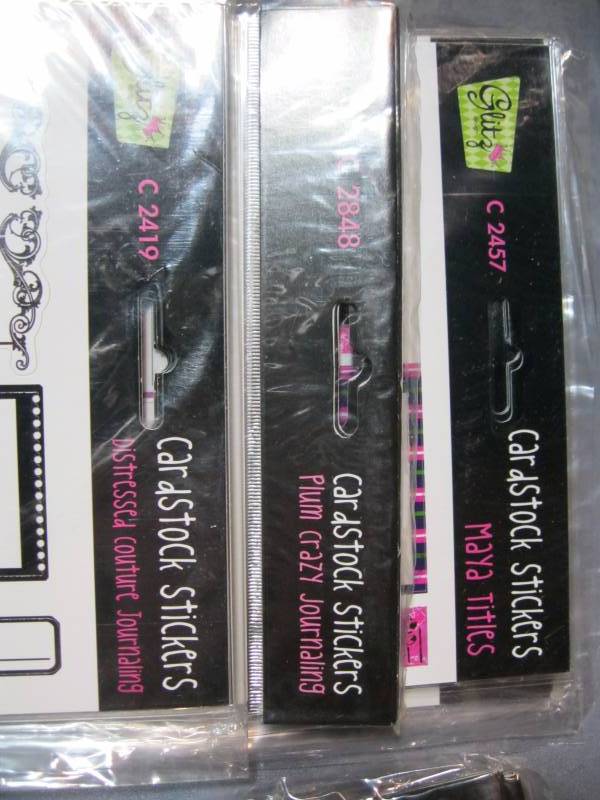 Glitz
C 2419
Cardstock Stickers
Distressed Couture Journaling
C 2848
Cardstock Stickers
Plum Crazy Journaling
Glitz
C 2457
Cardstock Stickers
Maya Titles